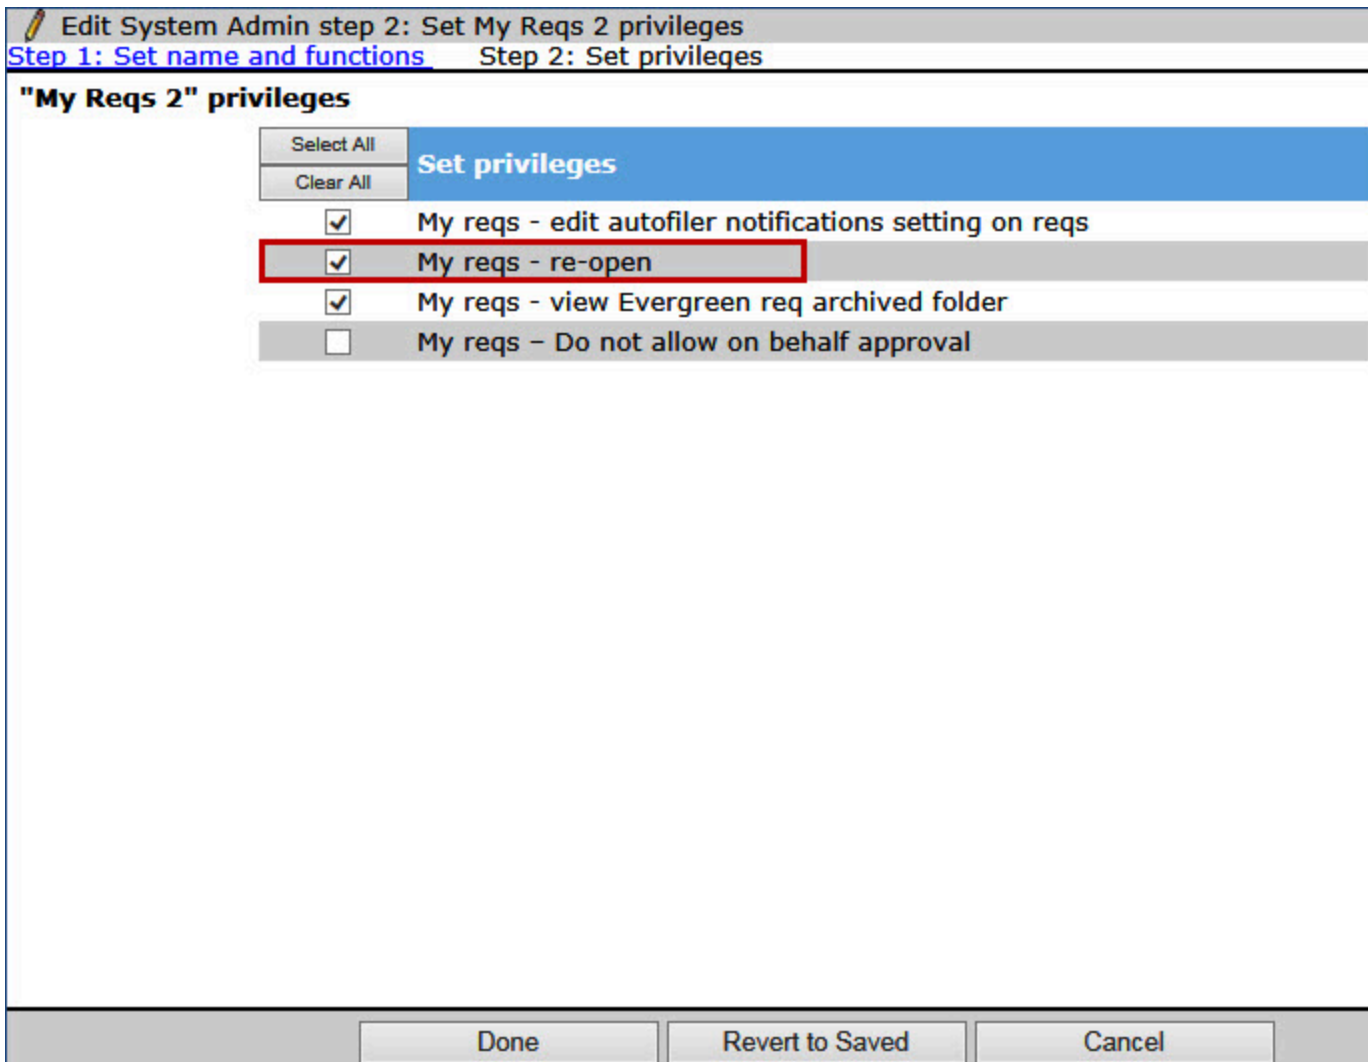 Edit System Admin step 2: Set My Reqs 2 privileges
Step 1: Set name and functions Step 2: Set privileges
"My Reqs 2" privileges
Select All
Clear All
Set privileges
My reqs - edit autofiler notifications setting on reqs
My reqs - re-open
My reqs - view Evergreen req archived folder
My reqs – Do not allow on behalf approval
Done Revert to Saved Cancel